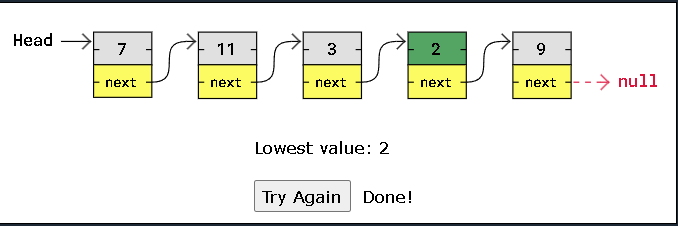 Head 7 11 3 2 9
next next next next next null
Lowest value: 2
Try Again Done!